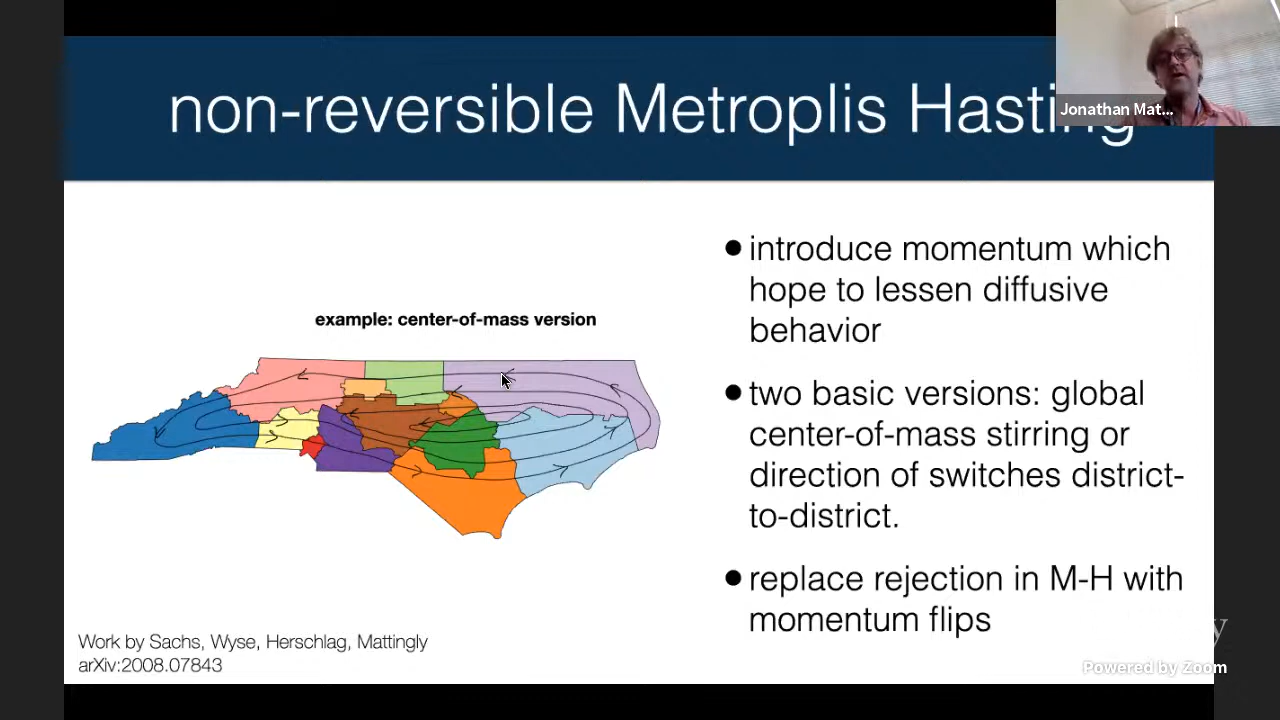 non-reversible Metroplis Hasting
Jonathan Mat...
example: center-of-mass version
● introduce momentum which
hope to lessen diffusive
behavior
● two basic versions: global
center-of-mass stirring or
direction of switches district-
to-district.
● replace rejection in M-H with
momentum flips
Work by Sachs, Wyse, Herschlag, Mattingly
arXiv:2008.07843
y
Powered by Zoom